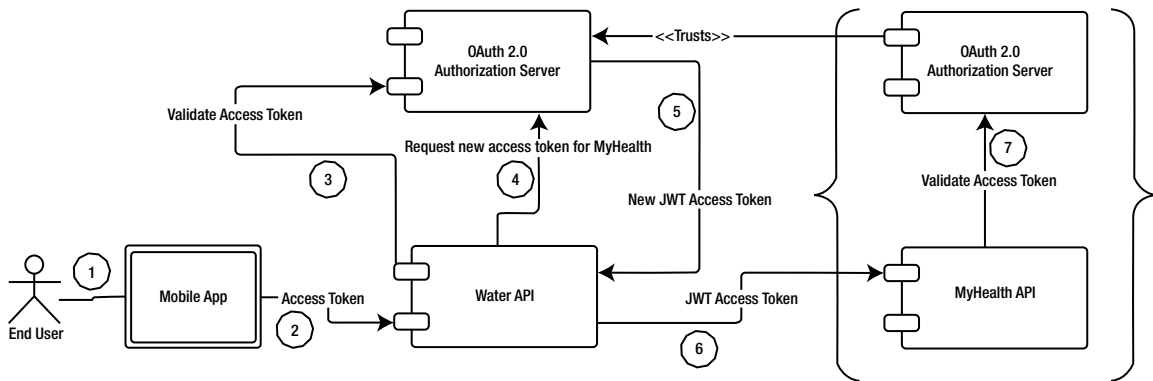 OAuth 2.0
Authorization Server
<<Trusts>>
OAuth 2.0
Authorization Server
Validate Access Token
5
Request new access token for MyHealth
3
4
7
Validate Access Token
New JWT Access Token
1
Mobile App
Access Token
2
Water API
JWT Access Token
6
MyHealth API
End User